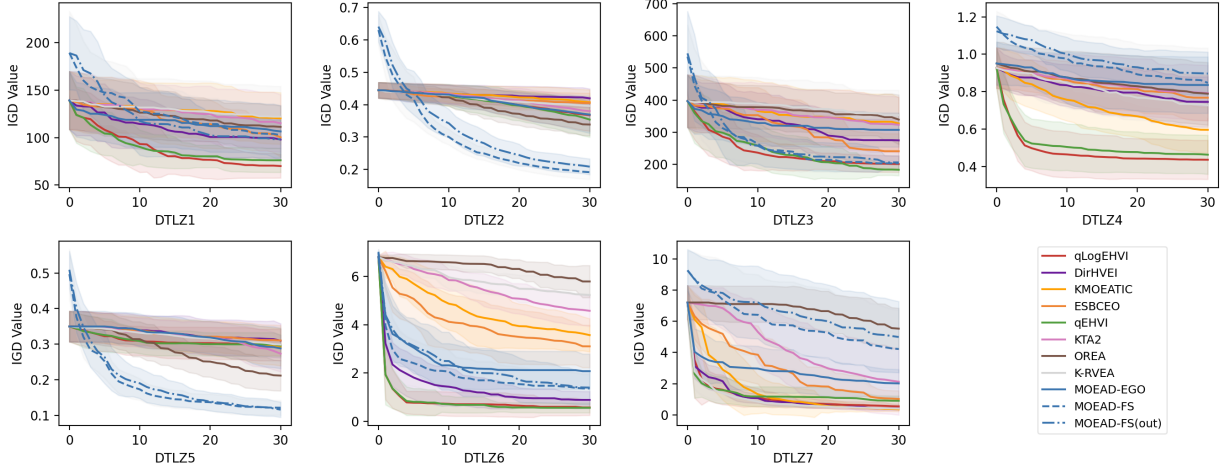 IGD Value
200
150
100
50
0
10
20
30
DTLZ1
IGD Value
0.7
0.6
0.5
0.4
0.3
0.2
0
10
20
30
DTLZ2
IGD Value
700
600
500
400
300
200
0
10
20
30
DTLZ3
IGD Value
1.2
1.0
0.8
0.6
0.4
0
10
20
30
DTLZ4
IGD Value
0.5
0.4
0.3
0.2
0.1
0
10
20
30
DTLZ5
IGD Value
6
4
2
0
0
10
20
30
DTLZ6
IGD Value
10
8
6
4
2
0
0
10
20
30
DTLZ7
qLogEHVI
DirHVEI
KMOEATIC
ESBCEO
qEHVI
KTA2
OREA
K-RVEA
MOEAD-EGO
MOEAD-FS
MOEAD-FS(out)